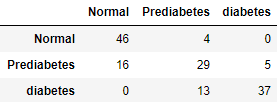 Normal Prediabetes diabetes
Normal 46 4 0
Prediabetes 16 29 5
diabetes 0 13 37